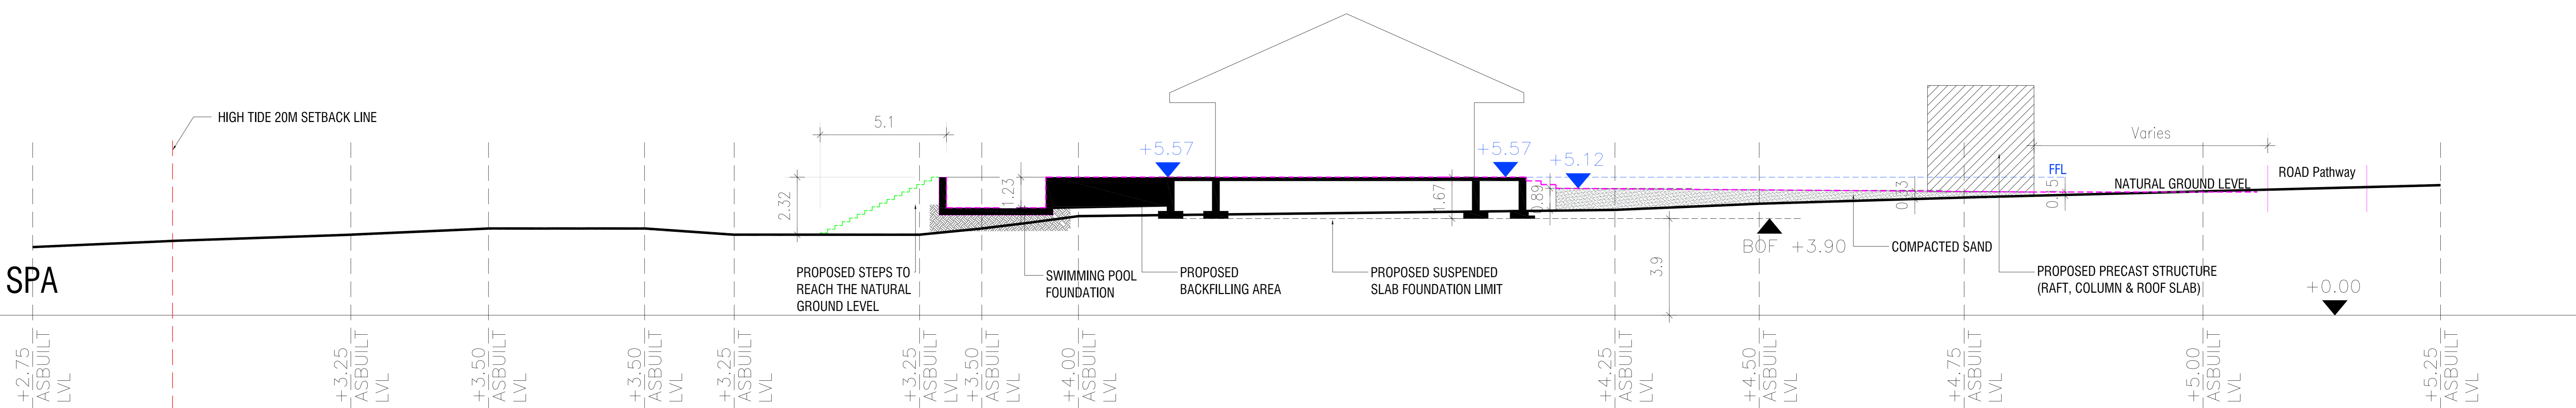 HIGH TIDE 20M SETBACK LINE
5.1
+5.57
+5.57
+5.12
Varies
FFL
ROAD Pathway
NATURAL GROUND LEVEL
2.32
1.23
1.67
0.89
0.33
0.15
BOF +3.90
COMPACTED SAND
3.9
SPA
PROPOSED STEPS TO
REACH THE NATURAL
GROUND LEVEL
SWIMMING POOL
FOUNDATION
PROPOSED
BACKFILLING AREA
PROPOSED SUSPENDED
SLAB FOUNDATION LIMIT
PROPOSED PRECAST STRUCTURE
(RAFT, COLUMN & ROOF SLAB)
+0.00
+2.75
ASBUILT
LVL
+3.25
ASBUILT
LVL
+3.50
ASBUILT
LVL
+3.50
ASBUILT
LVL
+3.25
ASBUILT
LVL
+3.25
ASBUILT
LVL
+3.50
ASBUILT
LVL
+4.00
ASBUILT
LVL
+4.25
ASBUILT
LVL
+4.50
ASBUILT
LVL
+4.75
ASBUILT
LVL
+5.00
ASBUILT
LVL
+5.25
ASBUILT
LVL